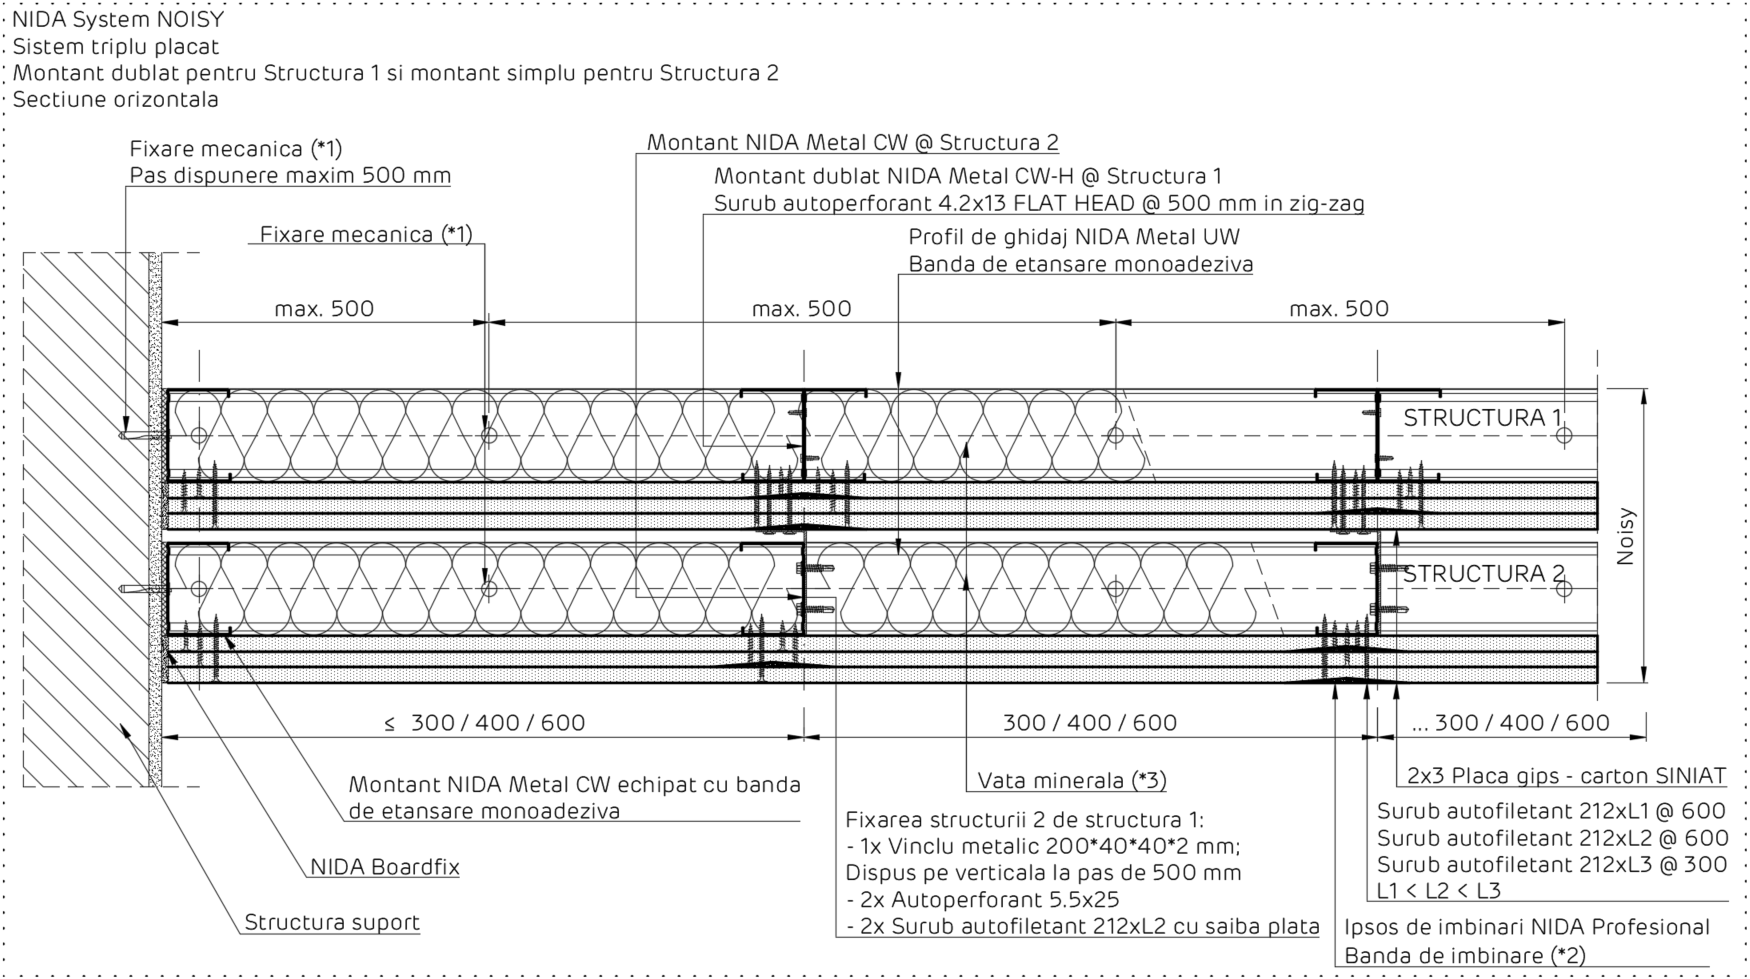 NIDA System NOISY
Sistem triplu placat
Montant dublat pentru Structura 1 si montant simplu pentru Structura 2
Sectiune orizontala
Fixare mecanica (*1)
Pas dispunere maxim 500 mm
Fixare mecanica (*1)
Montant NIDA Metal CW @ Structura 2
Montant dublat NIDA Metal CW-H @ Structura 1
Surub autoperforant 4.2x13 FLAT HEAD @ 500 mm in zig-zag
Profil de ghidaj NIDA Metal UW
Banda de etansare monoadeziva
max. 500
max. 500
max. 500
STRUCTURA 1
Noisy
STRUCTURA 2
≤ 300 / 400 / 600
300 / 400 / 600
... 300 / 400 / 600
Montant NIDA Metal CW echipat cu banda
de etansare monoadeziva
NIDA Boardfix
Structura suport
Vata minerala (*3)
Fixarea structurii 2 de structura 1:
- 1x Vinclu metalic 200*40*40*2 mm;
Dispus pe verticala la pas de 500 mm
- 2x Autoperforant 5.5x25
- 2x Surub autofiletant 212xL2 cu saiba plata
2x3 Placa gips - carton SINIAT
Surub autofiletant 212xL1 @ 600
Surub autofiletant 212xL2 @ 600
Surub autofiletant 212xL3 @ 300
L1 < L2 < L3
Ipsos de imbinari NIDA Profesional
Banda de imbinare (*2)